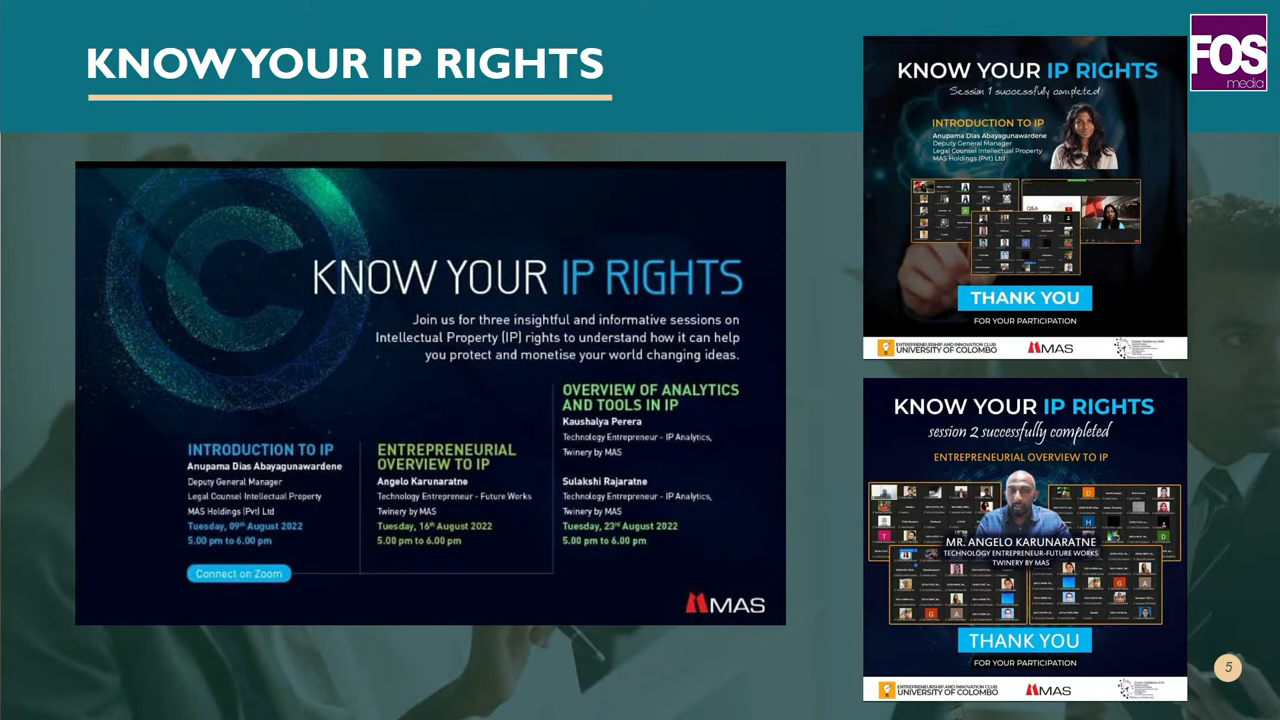 KNOW YOUR IP RIGHTS
FOS
media
KNOW YOUR IP RIGHTS
Join us for three insightful and informative sessions on
Intellectual Property (IP) rights to understand how it can help
you protect and monetise your world changing ideas.
INTRODUCTION TO IP
Anupama Dias Abayagunawardene
Deputy General Manager
Legal Counsel Intellectual Property
MAS Holdings (Pvt) Ltd
Tuesday, 09th August 2022
5.00 pm to 6.00 pm
Connect on Zoom
ENTREPRENEURIAL
OVERVIEW TO IP
Angelo Karunaratne
Technology Entrepreneur - Future Works
Twinery by MAS
Tuesday, 16th August 2022
5.00 pm to 6.00 pm
OVERVIEW OF ANALYTICS
AND TOOLS IN IP
Kaushalya Perera
Technology Entrepreneur - IP Analytics,
Twinery by MAS
Sulakshi Rajaratne
Technology Entrepreneur - IP Analytics,
Twinery by MAS
Tuesday, 23rd August 2022
5.00 pm to 6.00 pm
MAS
KNOW YOUR IP RIGHTS
Session 1 successfully completed
INTRODUCTION TO IP
Anupama Dias Abayagunawardene
Deputy General Manager
Legal Counsel Intellectual Property
MAS Holdings (Pvt) Ltd
Q&A
THANK YOU
FOR YOUR PARTICIPATION
ENTREPRENEURSHIP AND INNOVATION CLUB
UNIVERSITY OF COLOMBO
MAS
KNOW YOUR IP RIGHTS
session 2 successfully completed
ENTREPRENEURIAL OVERVIEW TO IP
MR. ANGELO KARUNARATNE
TECHNOLOGY ENTREPRENEUR-FUTURE WORKS
TWINERY BY MAS
THANK YOU
FOR YOUR PARTICIPATION
ENTREPRENEURSHIP AND INNOVATION CLUB
UNIVERSITY OF COLOMBO
MAS
5